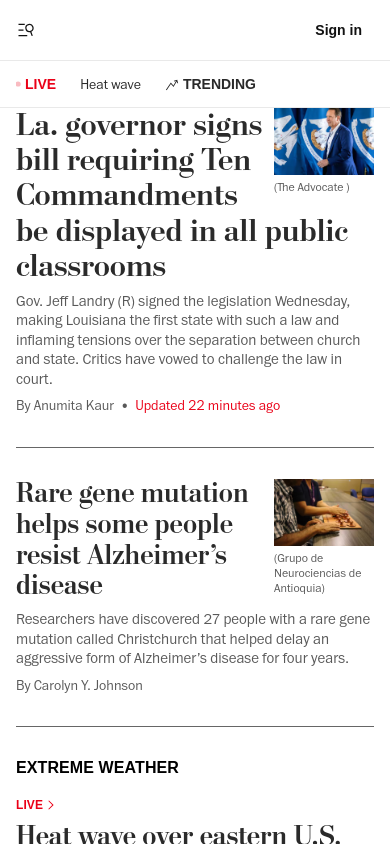 Sign in
LIVE Heat wave TRENDING
La. governor signs
bill requiring Ten
Commandments
be displayed in all public
classrooms
(The Advocate )
Gov. Jeff Landry (R) signed the legislation Wednesday,
making Louisiana the first state with such a law and
inflaming tensions over the separation between church
and state. Critics have vowed to challenge the law in
court.
By Anumita Kaur • Updated 22 minutes ago
Rare gene mutation
helps some people
resist Alzheimer’s
disease
(Grupo de
Neurociencias de
Antioquia)
Researchers have discovered 27 people with a rare gene
mutation called Christchurch that helped delay an
aggressive form of Alzheimer’s disease for four years.
By Carolyn Y. Johnson
EXTREME WEATHER
LIVE
Heat wave over eastern U.S.